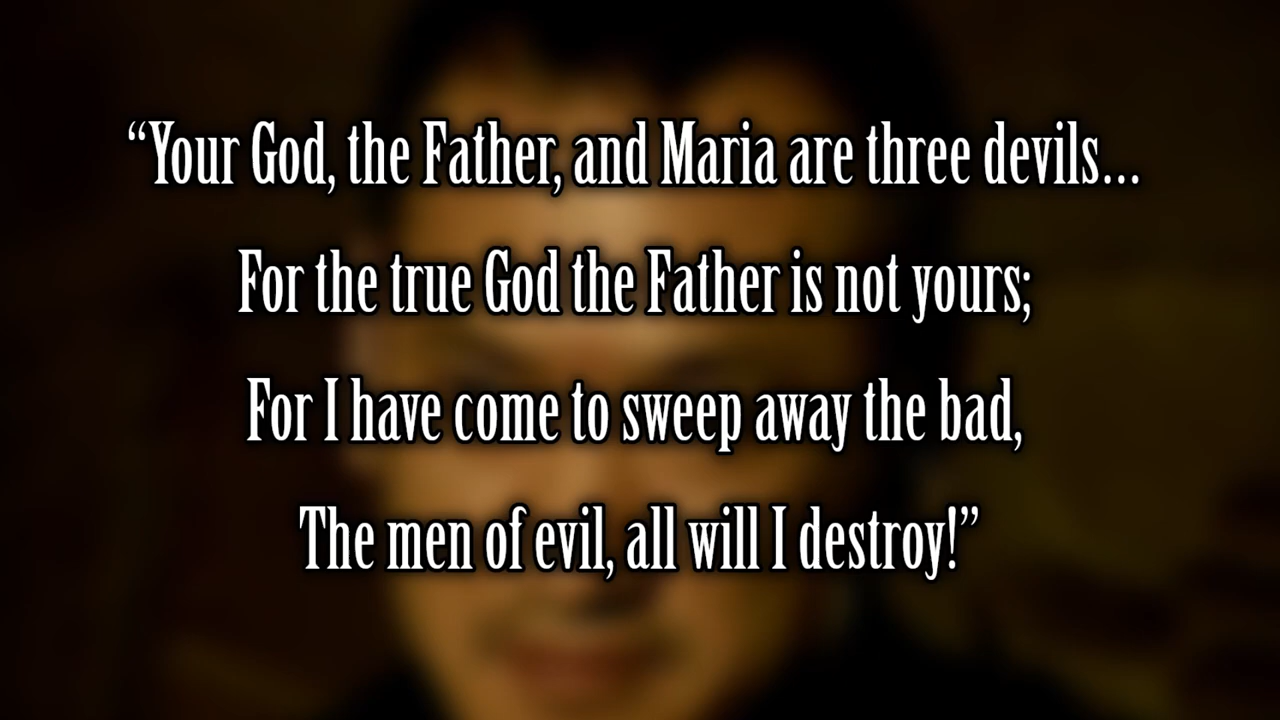 “Your God, the Father, and Maria are three devils...
For the true God the Father is not yours;
For I have come to sweep away the bad,
The men of evil, all will I destroy!”